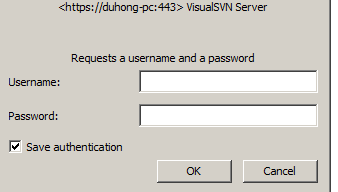 <https://duhong-pc:443> VisualSVN Server
Requests a username and a password
Username:
Password:
Save authentication
OK Cancel